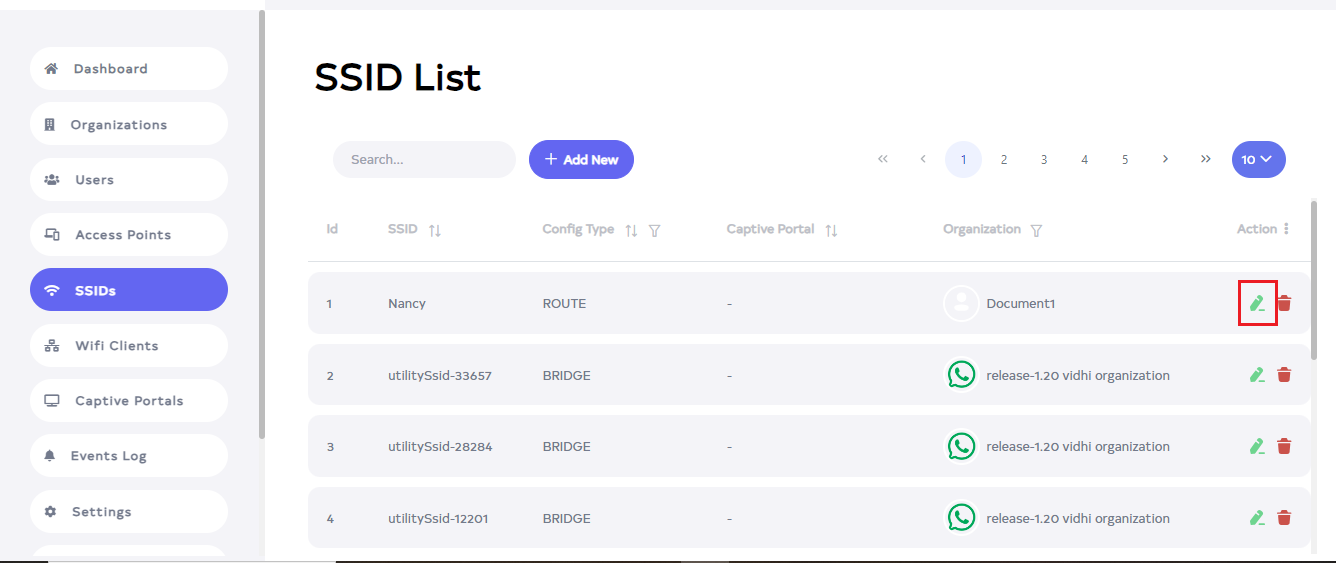 Dashboard
Organizations
Users
Access Points
SSIDs
Wifi Clients
Captive Portals
Events Log
Settings
SSID List
Search...
+ Add New
« ‹ 1 2 3 4 5 › »
10
Id SSID Config Type Captive Portal Organization Action
1 Nancy ROUTE - Document1
2 utilitySsid-33657 BRIDGE - release-1.20 vidhi organization
3 utilitySsid-28284 BRIDGE - release-1.20 vidhi organization
4 utilitySsid-12201 BRIDGE - release-1.20 vidhi organization